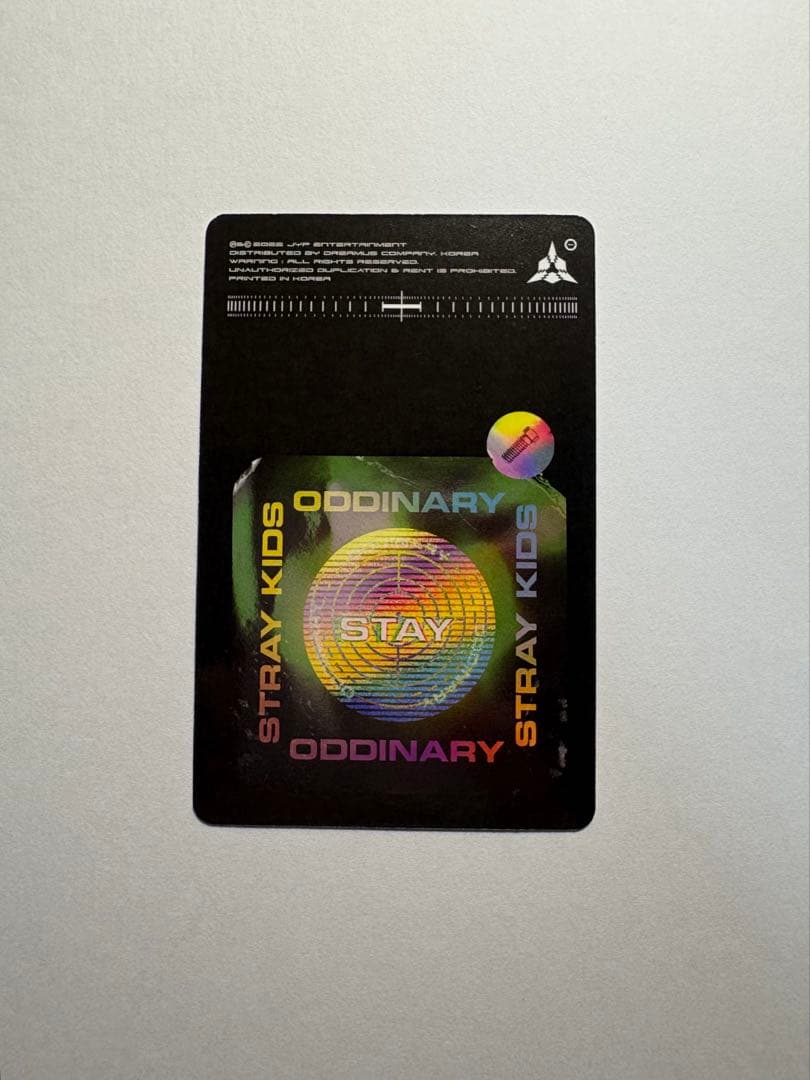 ℗&© 2022 JYP ENTERTAINMENT
DISTRIBUTED BY DREAMUS COMPANY. KOREA
WARNING : ALL RIGHTS RESERVED.
UNAUTHORIZED DUPLICATION & RENT IS PROHIBITED.
PRINTED IN KOREA
ODDINARY
STRAY KIDS
STAY
STRAY KIDS
ODDINARY